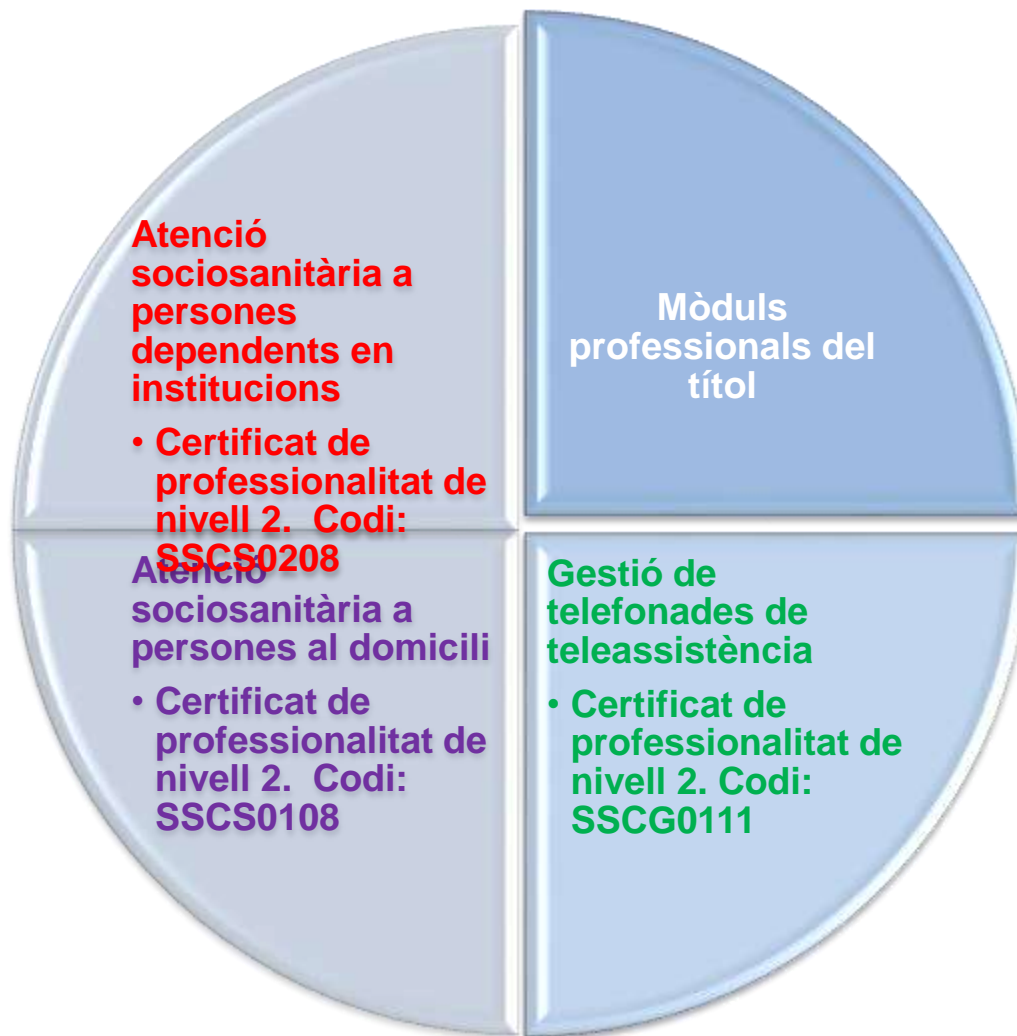 Atenció
sociosanitària a
persones
dependents en
institucions
• Certificat de
professionalitat de
nivell 2.  Codi:
SSCS0208
Mòduls
professionals del
títol
Atenció
sociosanitària a
persones al domicili
• Certificat de
professionalitat de
nivell 2.  Codi:
SSCS0108
Gestió de
telefonades de
teleassistència
• Certificat de
professionalitat de
nivell 2. Codi:
SSCG0111